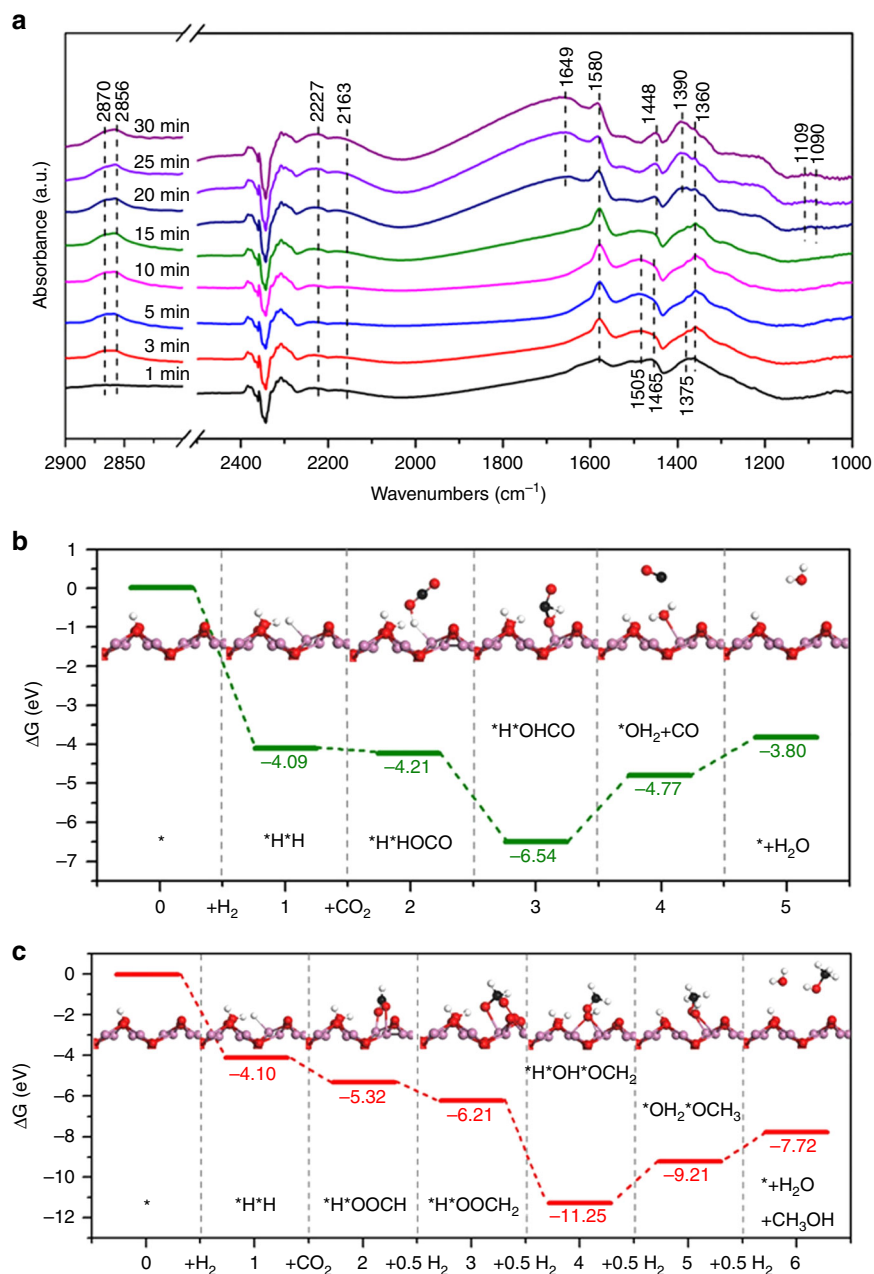 a
2870
2856
2227
2163
1649
1580
1448
1390
1360
1109
1090
30 min
25 min
20 min
15 min
10 min
5 min
3 min
1 min
1505
1465
1375
Absorbance (a.u.)
2900 2850 2400 2200 2000 1800 1600 1400 1200 1000
Wavenumbers (cm⁻¹)
b
1
0
–1
–2
–3
–4
–5
–6
–7
ΔG (eV)
*H*OHCO *OH₂+CO
–4.09 –4.21 –6.54 –4.77 –3.80
* *H*H *H*HOCO *+H₂O
0 +H₂ 1 +CO₂ 2 3 4 5
c
0
–2
–4
–6
–8
–10
–12
ΔG (eV)
*H*OH*OCH₂
*OH₂*OCH₃
–4.10 –5.32 –6.21 –11.25 –9.21 –7.72
* *H*H *H*OOCH *H*OOCH₂ *+H₂O
+CH₃OH
0 +H₂ 1 +CO₂ 2 +0.5 H₂ 3 +0.5 H₂ 4 +0.5 H₂ 5 +0.5 H₂ 6